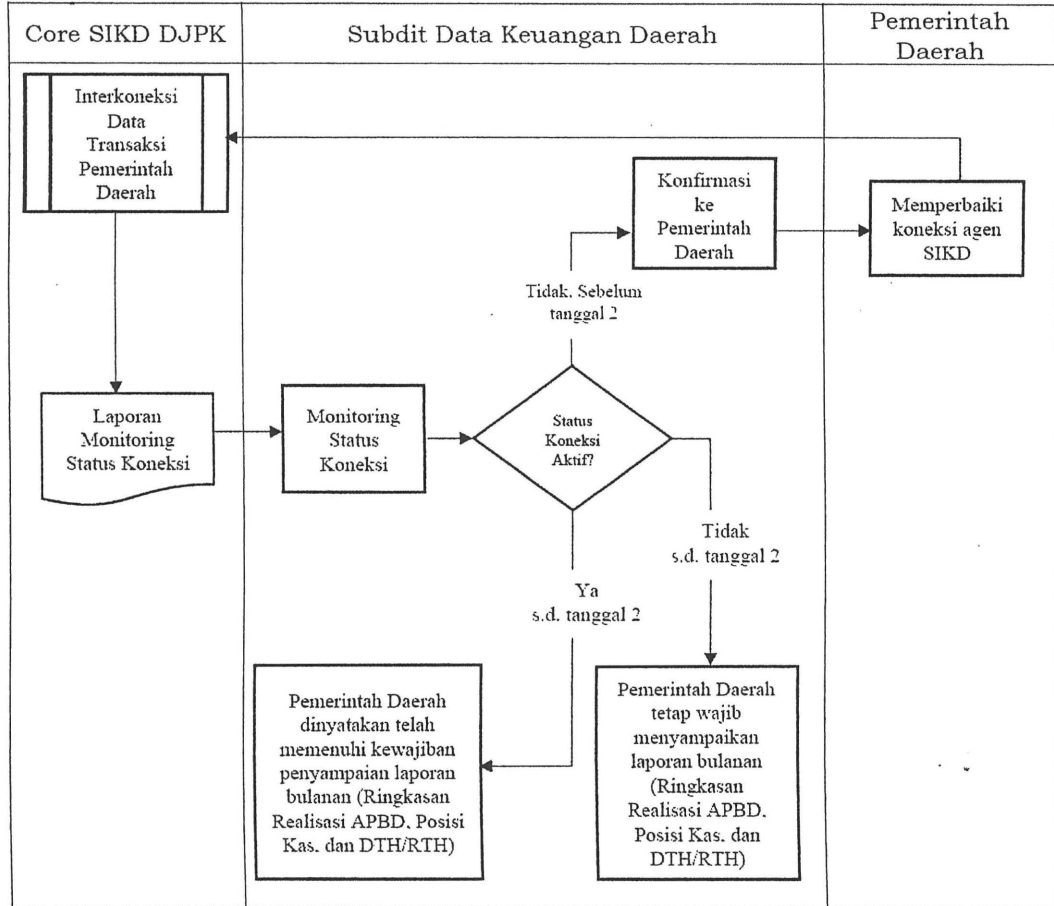 Core SIKD DJPK
Subdit Data Keuangan Daerah
Pemerintah
Daerah
Interkoneksi
Data
Transaksi
Pemerintah
Daerah
Konfirmasi
ke
Pemerintah
Daerah
Memperbaiki
koneksi agen
SIKD
Tidak. Sebelum
tanggal 2
Laporan
Monitoring
Status Koneksi
Monitoring
Status
Koneksi
Status
Koneksi
Aktif?
Tidak
s.d. tanggal 2
Ya
s.d. tanggal 2
Pemerintah Daerah
dinyatakan telah
memenuhi kewajiban
penyampaian laporan
bulanan (Ringkasan
Realisasi APBD. Posisi
Kas. dan DTH/RTH)
Pemerintah Daerah
tetap wajib
menyampaikan
laporan bulanan
(Ringkasan
Realisasi APBD.
Posisi Kas. dan
DTH/RTH)